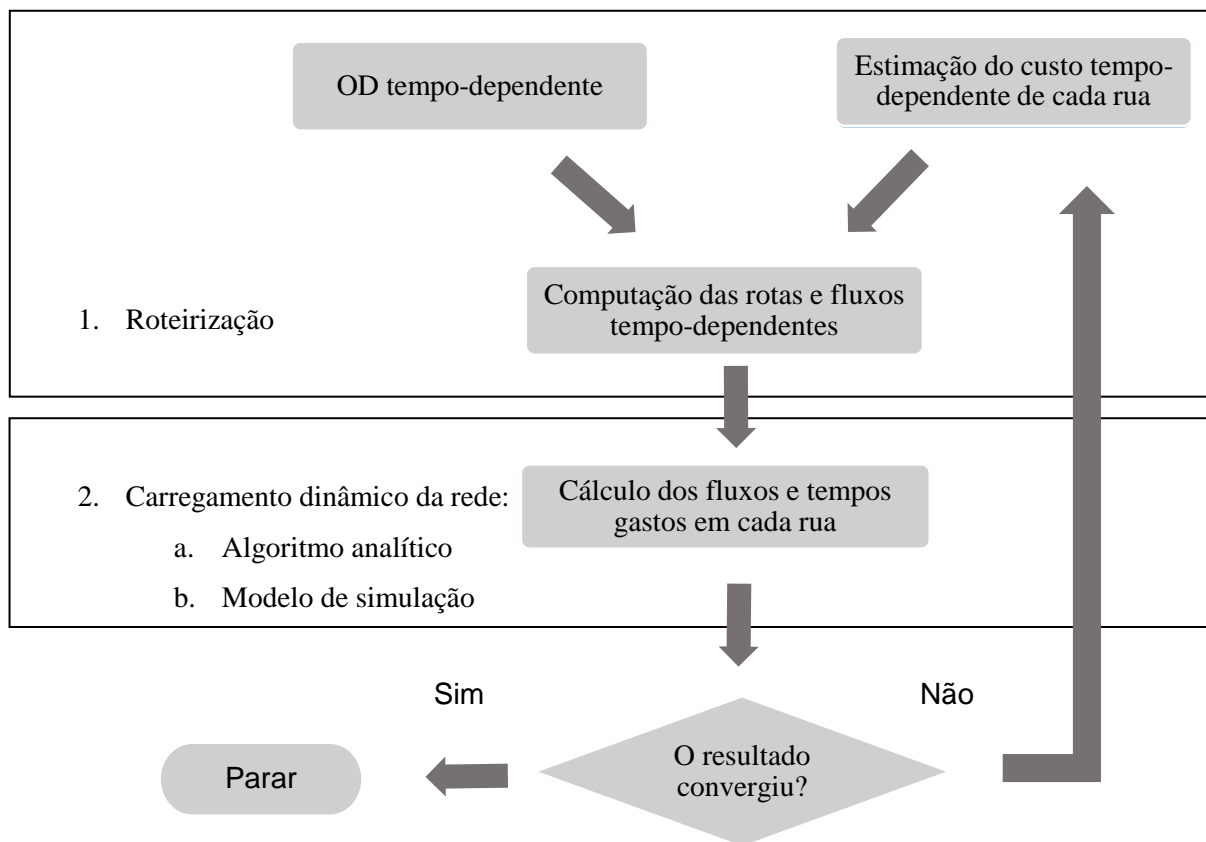 OD tempo-dependente
Estimação do custo tempo-
dependente de cada rua
Computação das rotas e fluxos
tempo-dependentes
1. Roteirização
2. Carregamento dinâmico da rede:
a. Algoritmo analítico
b. Modelo de simulação
Cálculo dos fluxos e tempos
gastos em cada rua
Sim
Não
O resultado
convergiu?
Parar